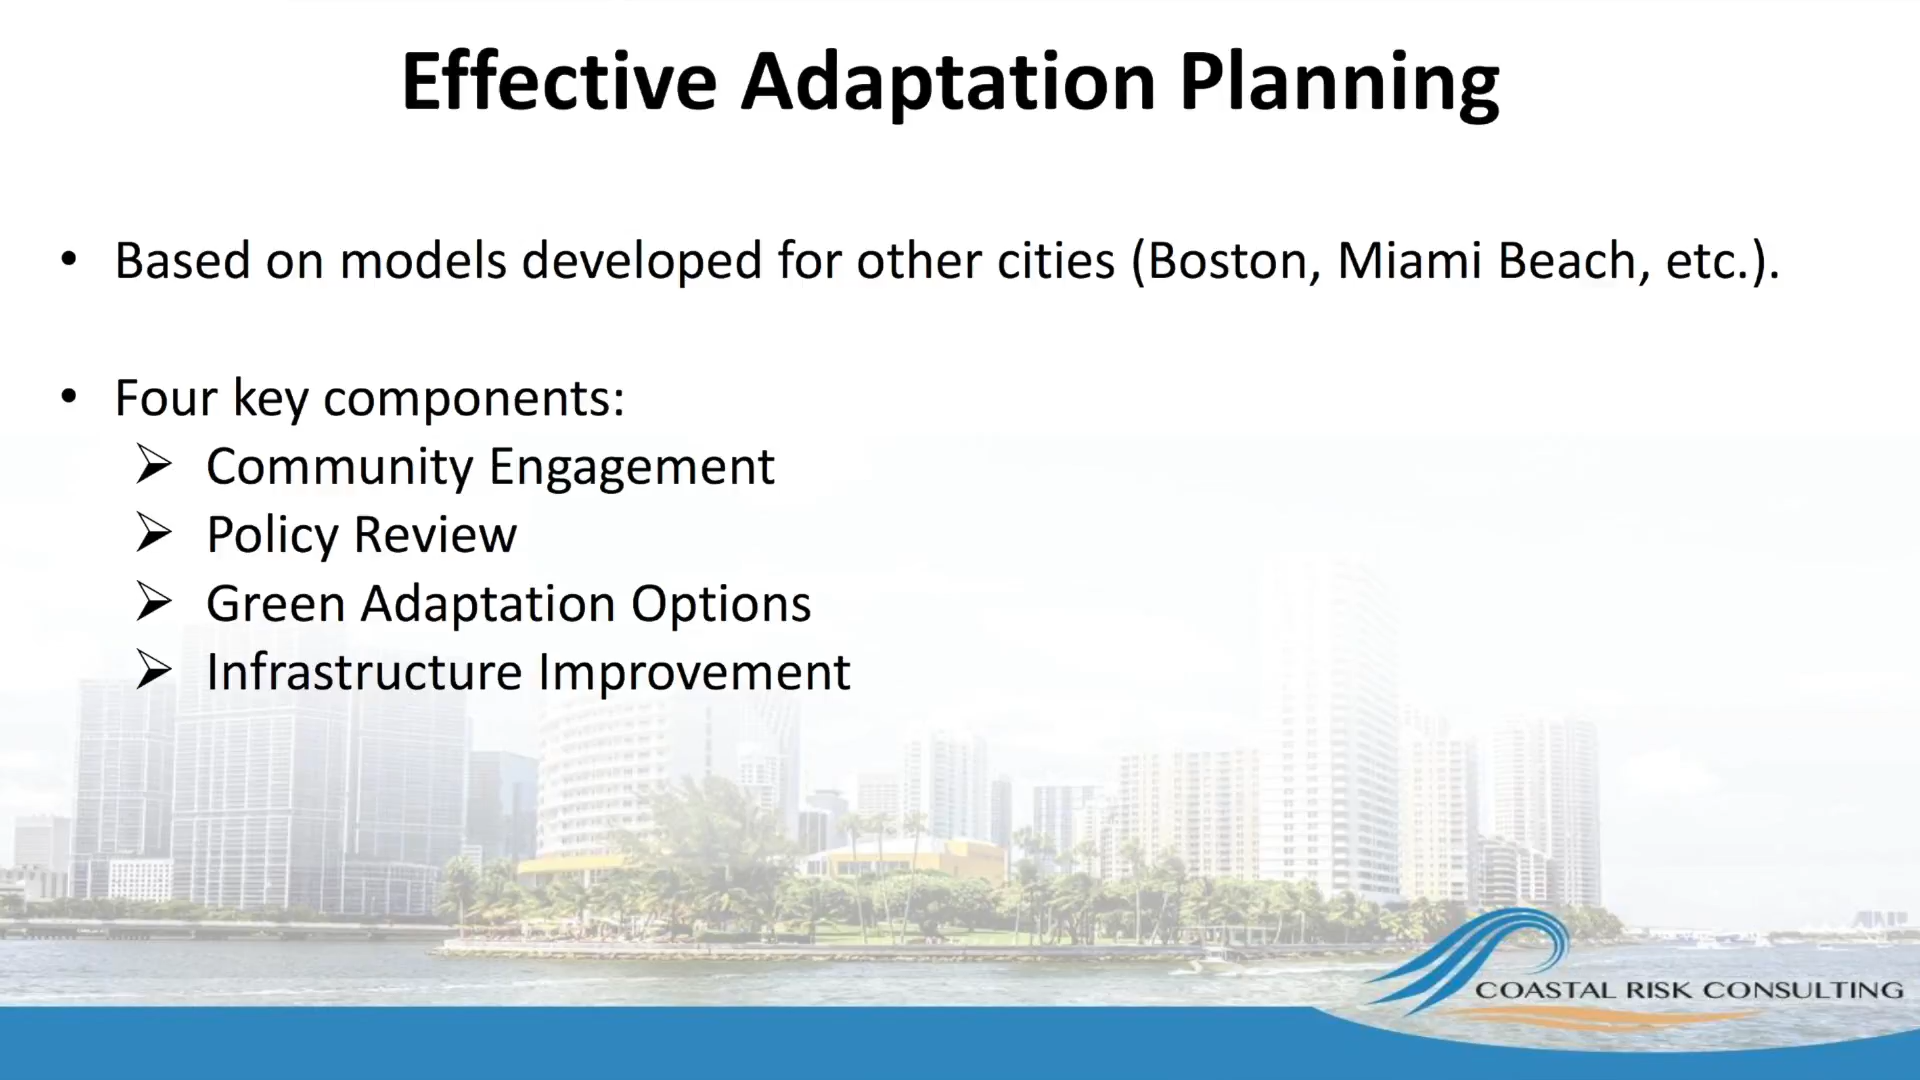 Effective Adaptation Planning
• Based on models developed for other cities (Boston, Miami Beach, etc.).
• Four key components:
➢ Community Engagement
➢ Policy Review
➢ Green Adaptation Options
➢ Infrastructure Improvement
COASTAL RISK CONSULTING